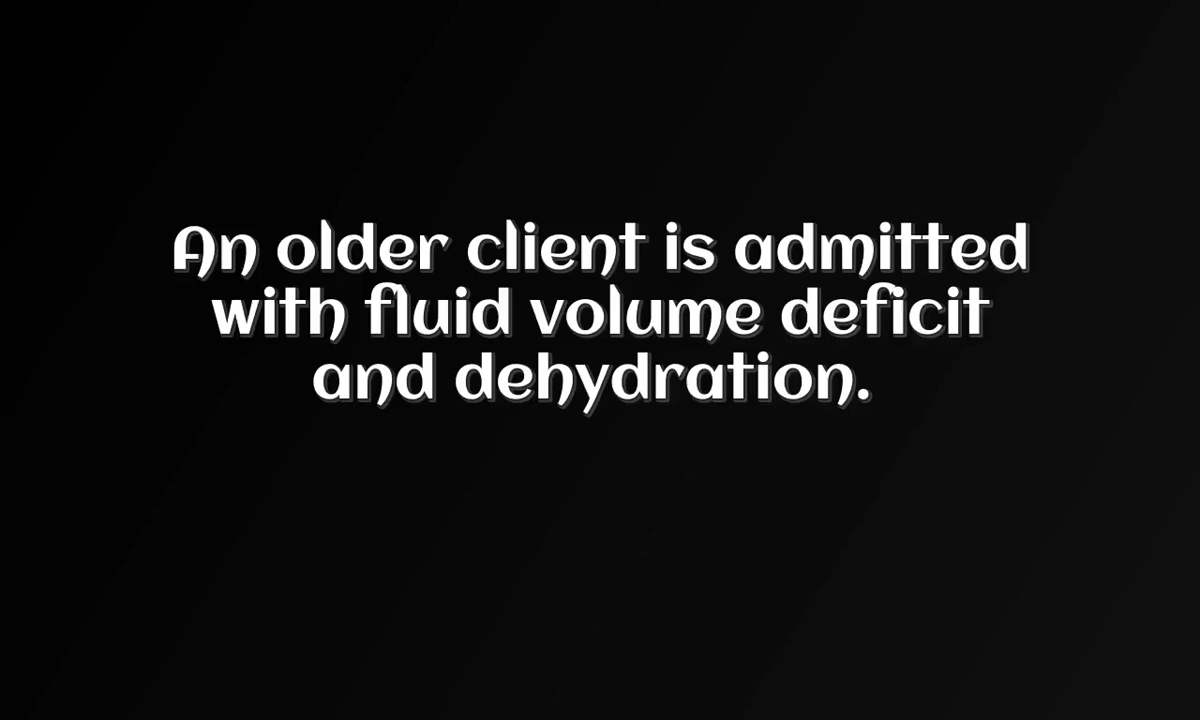 An older client is admitted
with fluid volume deficit
and dehydration.